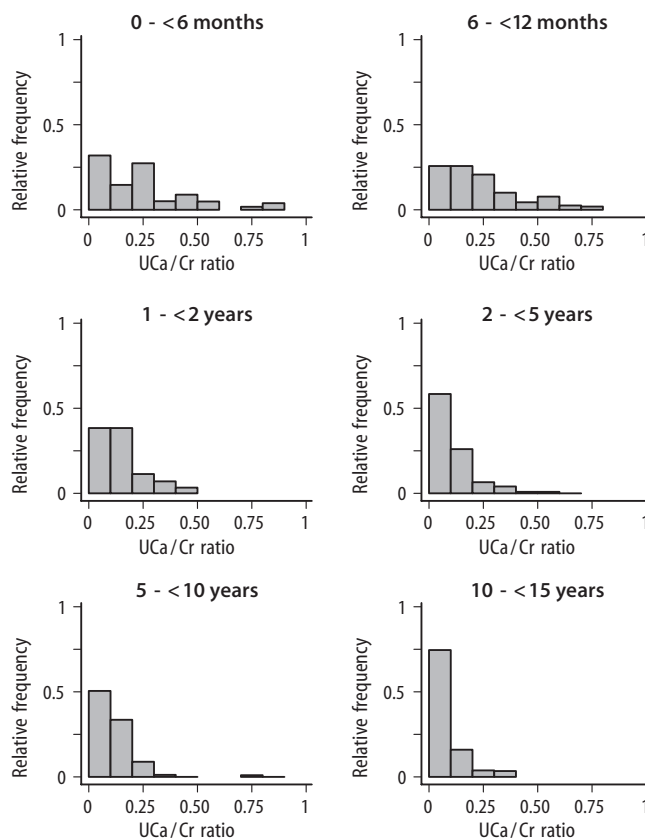 0 - <6 months
Relative frequency
1
0.5
0
0 0.25 0.50 0.75 1
UCa/Cr ratio
6 - <12 months
Relative frequency
1
0.5
0
0 0.25 0.50 0.75 1
UCa/Cr ratio
1 - <2 years
Relative frequency
1
0.5
0
0 0.25 0.50 0.75 1
UCa/Cr ratio
2 - <5 years
Relative frequency
1
0.5
0
0 0.25 0.50 0.75 1
UCa/Cr ratio
5 - <10 years
Relative frequency
1
0.5
0
0 0.25 0.50 0.75 1
UCa/Cr ratio
10 - <15 years
Relative frequency
1
0.5
0
0 0.25 0.50 0.75 1
UCa/Cr ratio